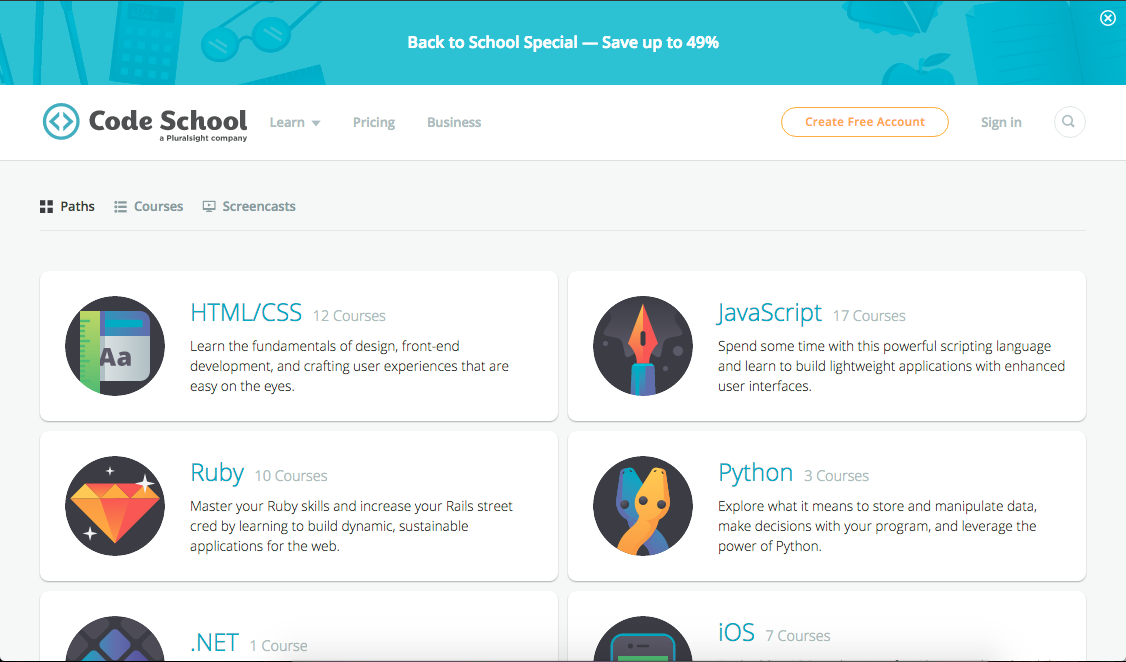 Back to School Special — Save up to 49%
Code School
a Pluralsight company
Learn
Pricing
Business
Create Free Account
Sign in
Paths
Courses
Screencasts
Aa
HTML/CSS 12 Courses
Learn the fundamentals of design, front-end
development, and crafting user experiences that are
easy on the eyes.
JavaScript 17 Courses
Spend some time with this powerful scripting language
and learn to build lightweight applications with enhanced
user interfaces.
Ruby 10 Courses
Master your Ruby skills and increase your Rails street
cred by learning to build dynamic, sustainable
applications for the web.
Python 3 Courses
Explore what it means to store and manipulate data,
make decisions with your program, and leverage the
power of Python.
.NET 1 Course
iOS 7 Courses